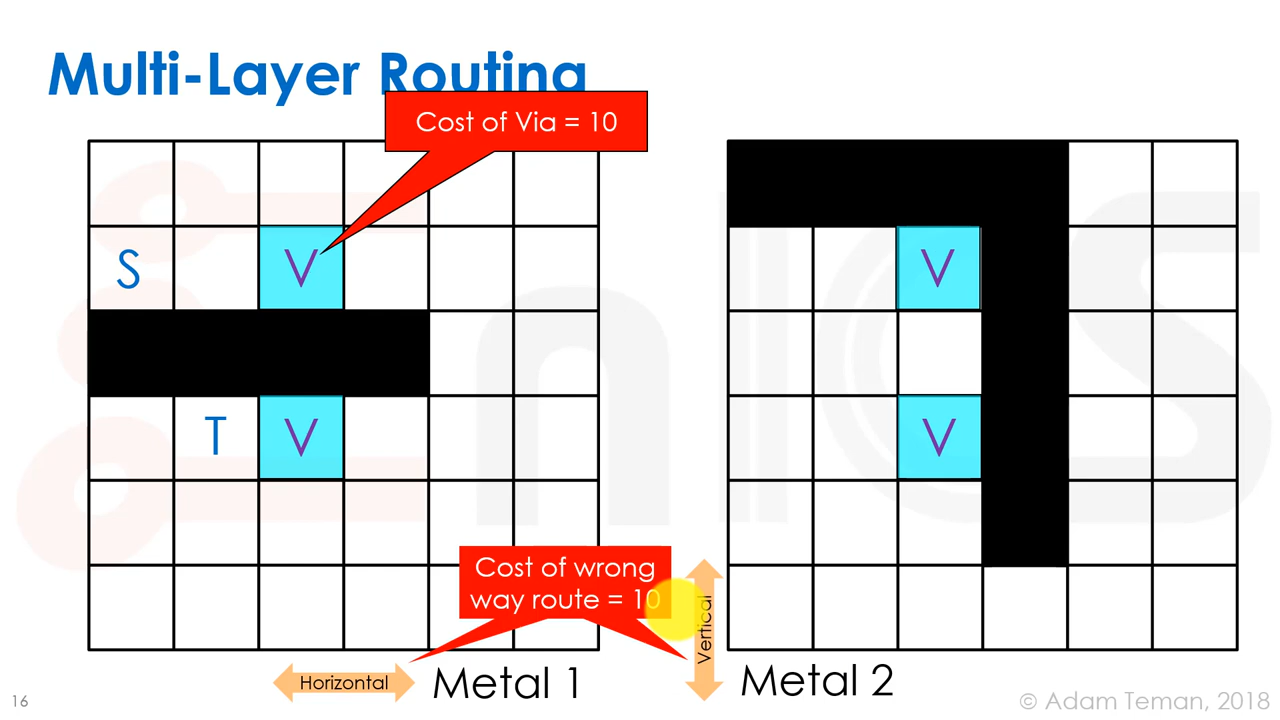 Multi-Layer Routing
Cost of Via = 10
S
V
V
T
V
V
Cost of wrong
way route = 10
Horizontal
Metal 1
Vertical
Metal 2
16
© Adam Teman, 2018